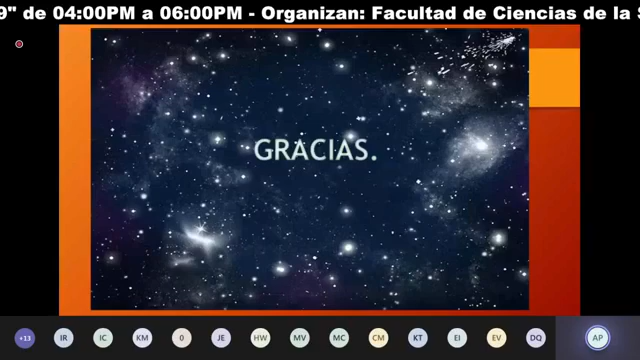 9" de 04:00PM a 06:00PM - Organizan: Facultad de Ciencias de la S
GRACIAS.
+13 IR IC KM 0 JE HW MV MC CM KT EI EV DQ AP